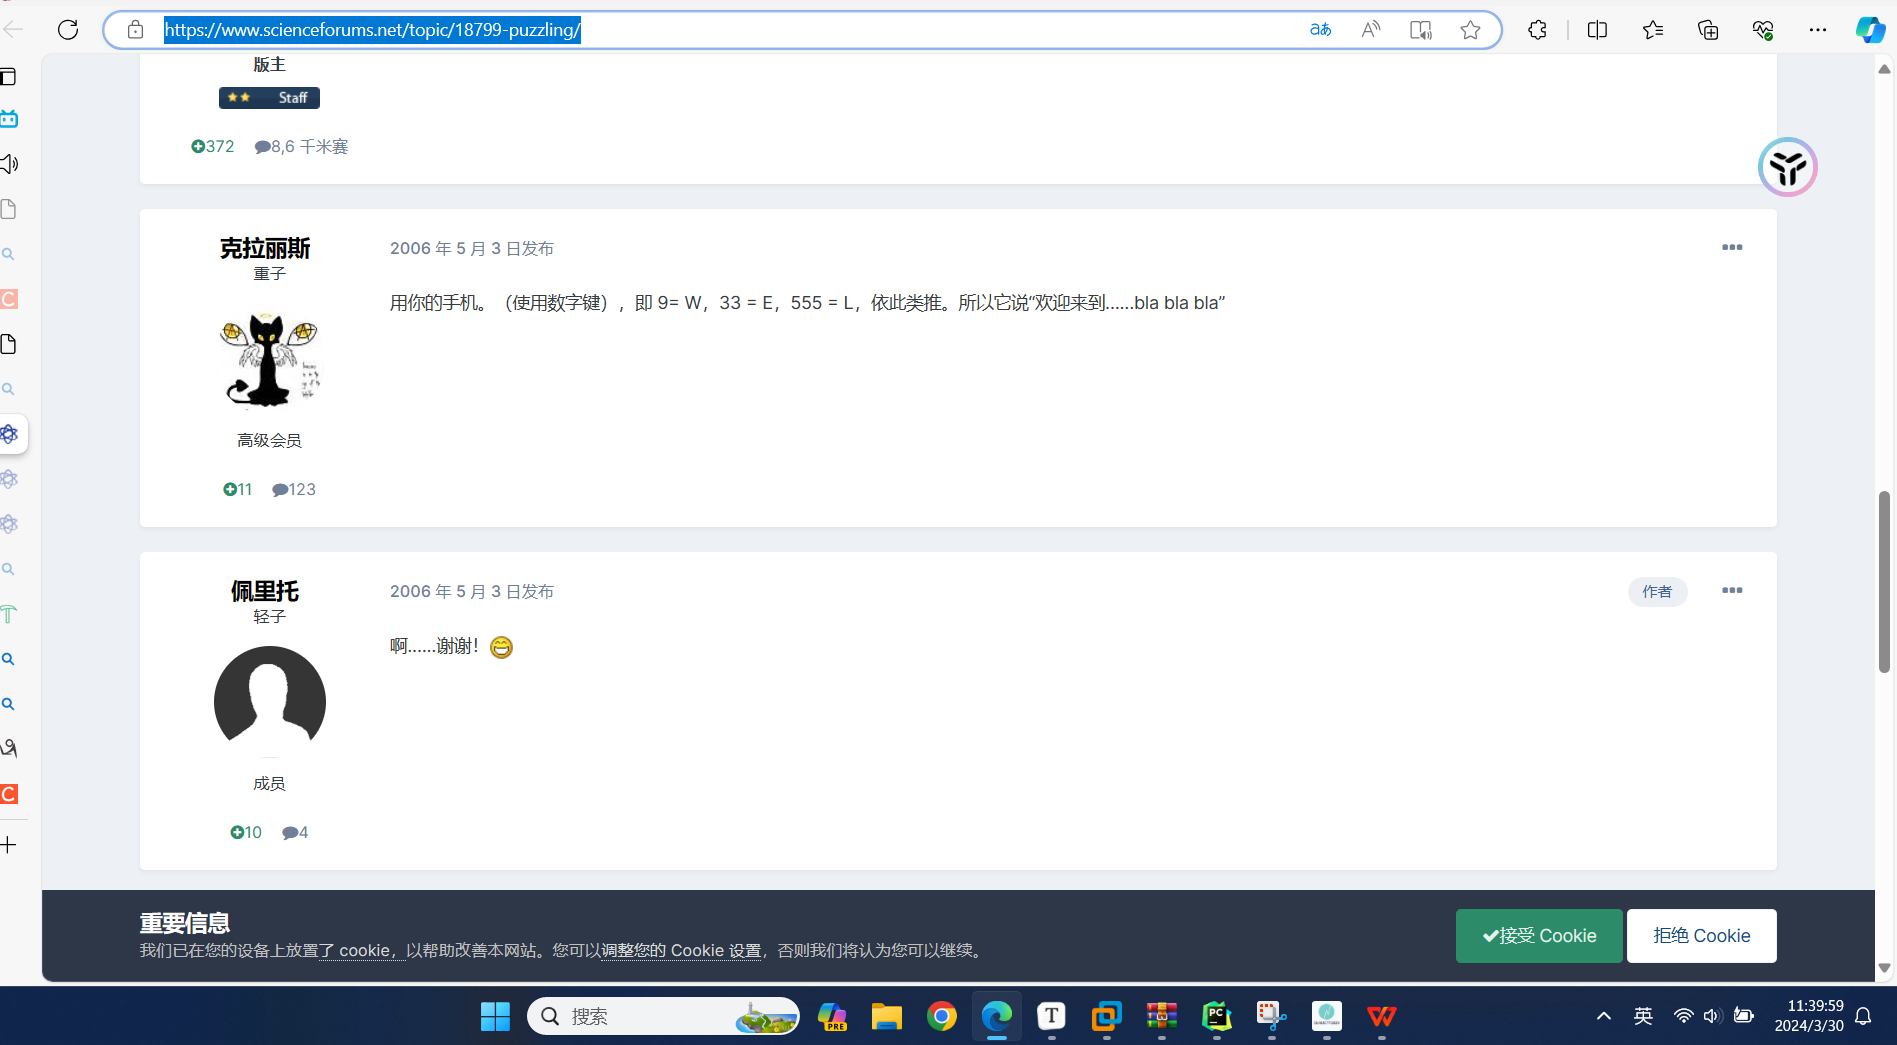 https://www.scienceforums.net/topic/18799-puzzling/
aあ
版主
Staff
372 8,6 千米赛
克拉丽斯
重子
2006 年 5 月 3 日发布
用你的手机。（使用数字键），即 9= W，33 = E，555 = L，依此类推。所以它说“欢迎来到......bla bla bla”
高级会员
11 123
佩里托
轻子
2006 年 5 月 3 日发布
作者
啊......谢谢！
成员
10 4
重要信息
我们已在您的设备上放置了 cookie，以帮助改善本网站。您可以调整您的 Cookie 设置，否则我们将认为您可以继续。
接受 Cookie
拒绝 Cookie
搜索
PRE
T
PC
英
11:39:59
2024/3/30